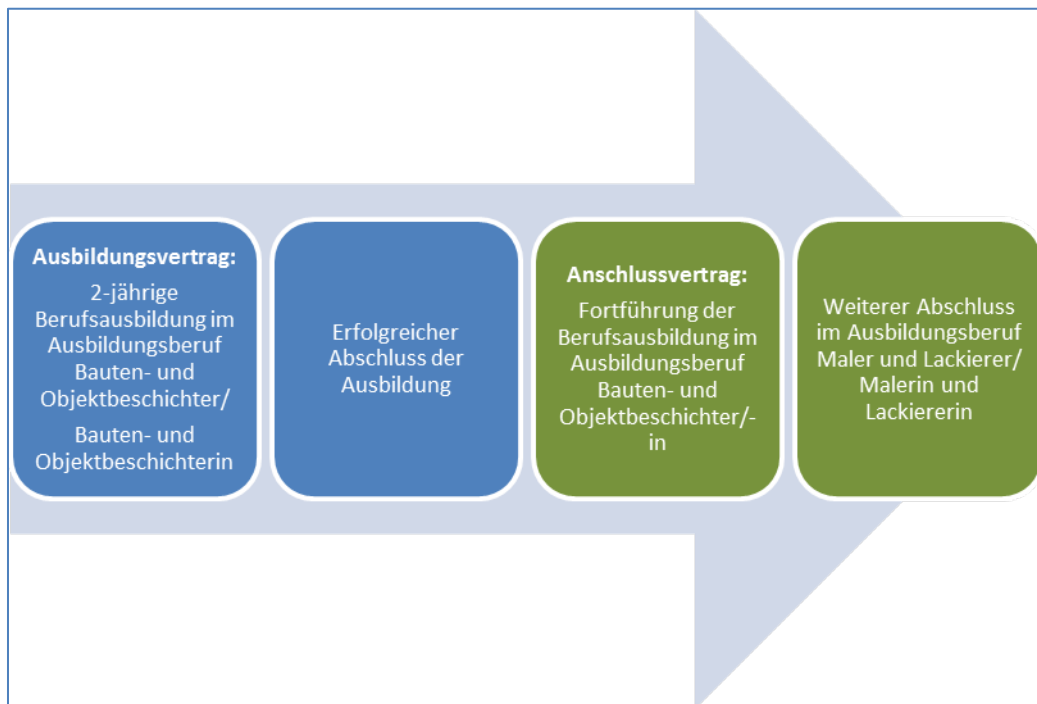 Ausbildungsvertrag:
2-jährige
Berufsausbildung im
Ausbildungsberuf
Bauten- und
Objektbeschichter/
Bauten- und
Objektbeschichterin
Erfolgreicher
Abschluss der
Ausbildung
Anschlussvertrag:
Fortführung der
Berufsausbildung im
Ausbildungsberuf
Bauten- und
Objektbeschichter/-
in
Weiterer Abschluss
im Ausbildungsberuf
Maler und Lackierer/
Malerin und
Lackiererin